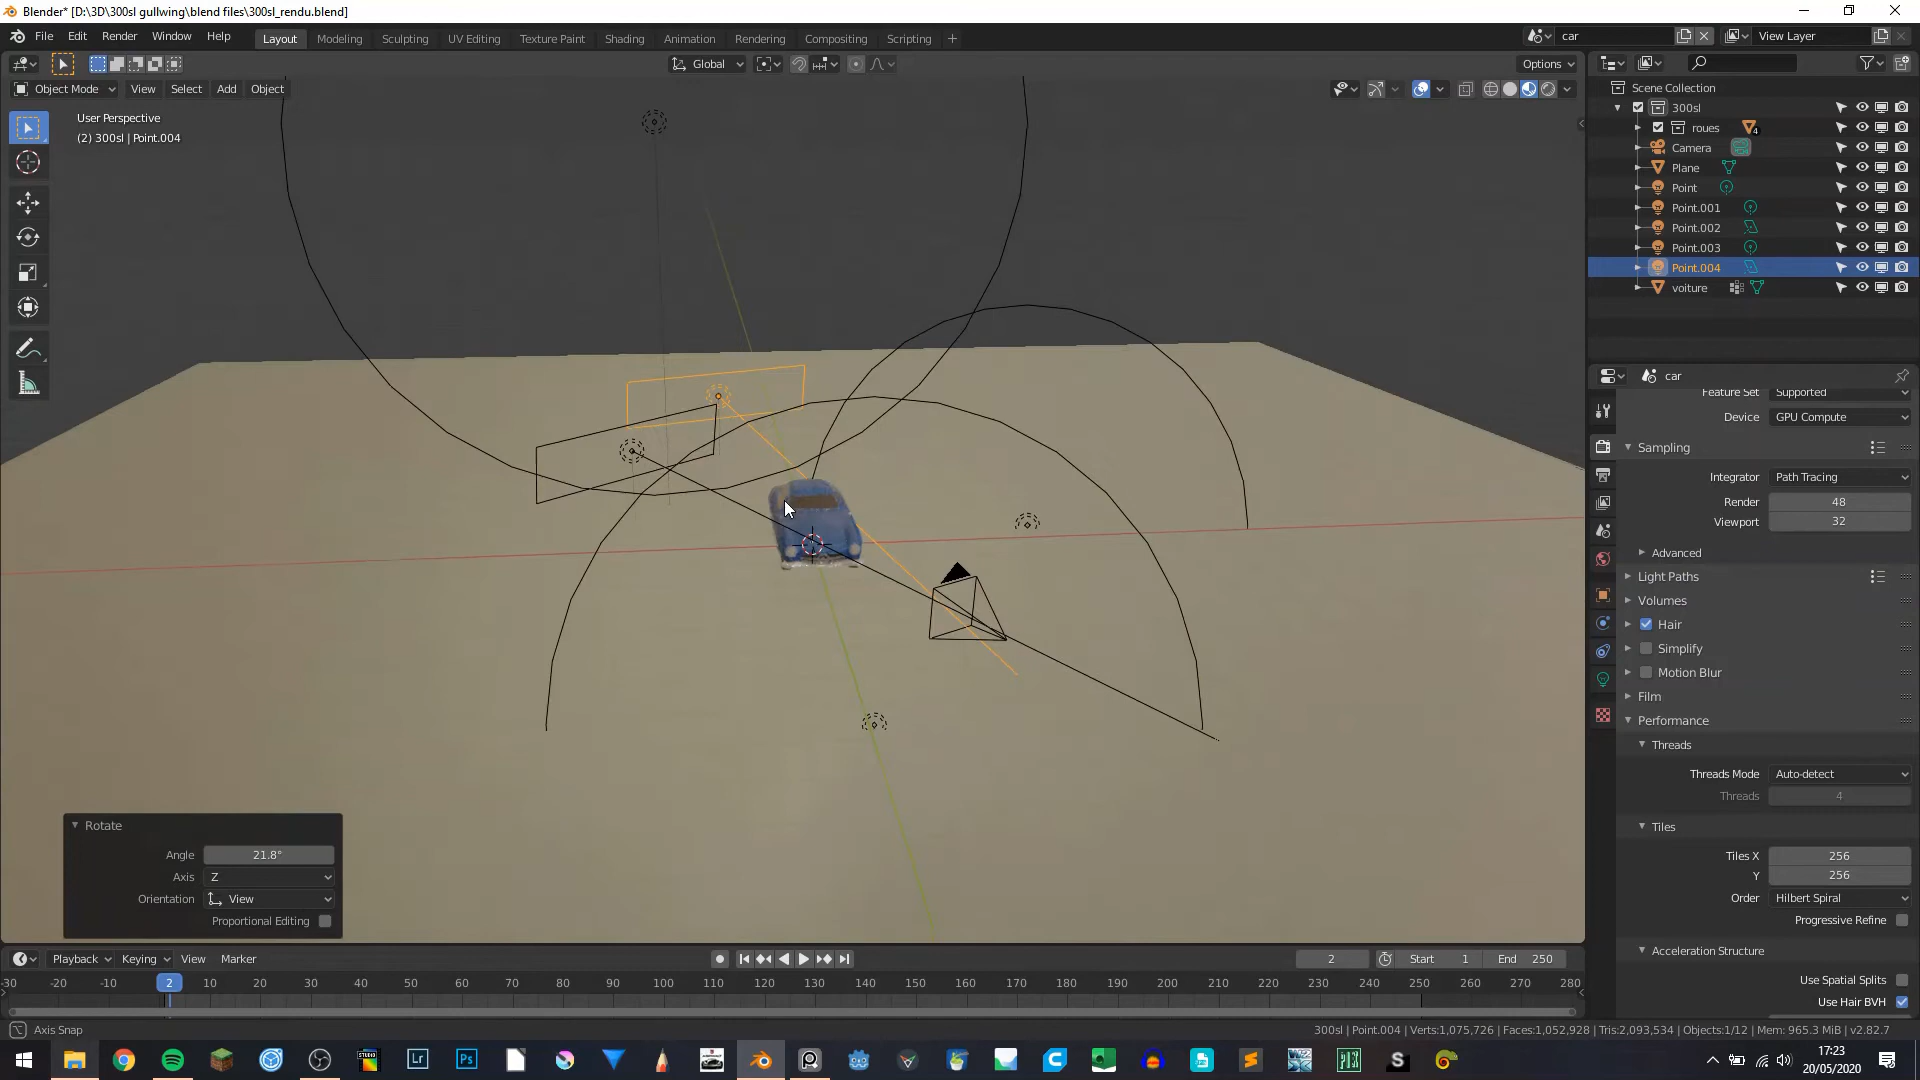 Blender* [D:\3D\300sl gullwing\blend files\300sl_rendu.blend]
File Edit Render Window Help
Layout Modeling Sculpting UV Editing Texture Paint Shading Animation Rendering Compositing Scripting +
car
View Layer
Global
Options
Object Mode View Select Add Object
User Perspective
(2) 300sl | Point.004
Scene Collection
300sl
roues 4
Camera
Plane
Point
Point.001
Point.002
Point.003
Point.004
voiture
car
Feature Set Supported
Device GPU Compute
Sampling
Integrator Path Tracing
Render 48
Viewport 32
Advanced
Light Paths
Volumes
Hair
Simplify
Motion Blur
Film
Performance
Threads
Threads Mode Auto-detect
Threads 4
Tiles
Tiles X 256
Y 256
Order Hilbert Spiral
Progressive Refine
Acceleration Structure
Use Spatial Splits
Use Hair BVH
Rotate
Angle 21.8°
Axis Z
Orientation View
Proportional Editing
Playback Keying View Marker
2 Start 1 End 250
-30 -20 -10 2 10 20 30 40 50 60 70 80 90 100 110 120 130 140 150 160 170 180 190 200 210 220 230 240 250 260 270 280
Axis Snap
300sl | Point.004 | Verts:1,075,726 | Faces:1,052,928 | Tris:2,093,534 | Objects:1/12 | Mem: 965.3 MiB | v2.82.7
STUDIO
Lr
Ps
S
17:23
20/05/2020